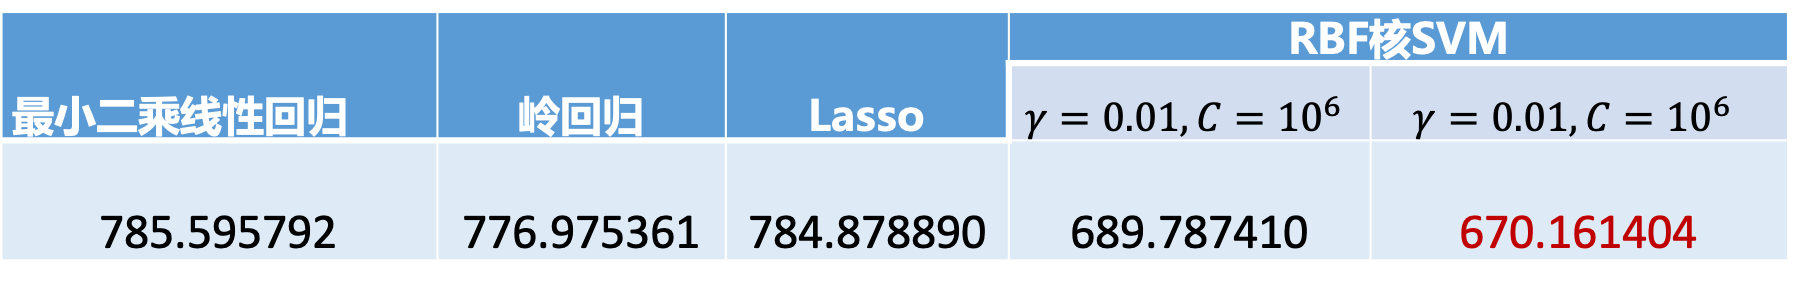 RBF核SVM
最小二乘线性回归 岭回归 Lasso γ = 0.01, C = 10⁶ γ = 0.01, C = 10⁶
785.595792 776.975361 784.878890 689.787410 670.161404